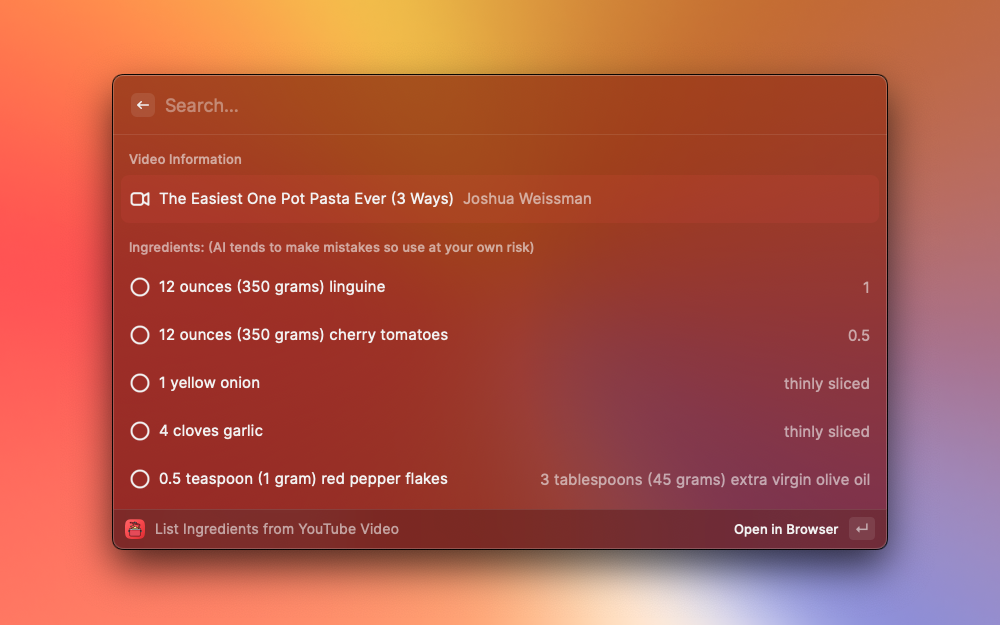 Search...
Video Information
The Easiest One Pot Pasta Ever (3 Ways) Joshua Weissman
Ingredients: (AI tends to make mistakes so use at your own risk)
12 ounces (350 grams) linguine 1
12 ounces (350 grams) cherry tomatoes 0.5
1 yellow onion thinly sliced
4 cloves garlic thinly sliced
0.5 teaspoon (1 gram) red pepper flakes 3 tablespoons (45 grams) extra virgin olive oil
List Ingredients from YouTube Video Open in Browser